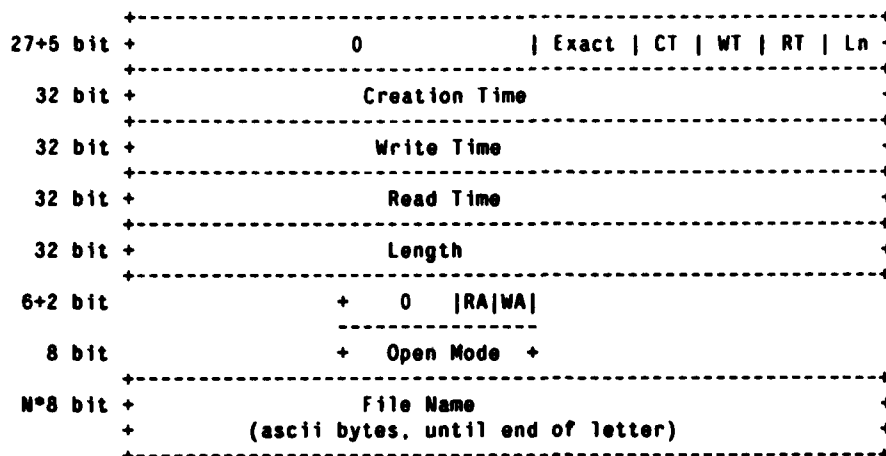 +-----------------------------------------------+
27+5 bit + 0 | Exact | CT | WT | RT | Ln +
+-----------------------------------------------+
32 bit + Creation Time +
+-----------------------------------------------+
32 bit + Write Time +
+-----------------------------------------------+
32 bit + Read Time +
+-----------------------------------------------+
32 bit + Length +
+-----------------------------------------------+
6+2 bit + 0 |RA|WA|
-------------
8 bit + Open Mode +
+-----------------------------------------------+
N*8 bit + File Name +
+ (ascii bytes, until end of letter) +
+-----------------------------------------------+